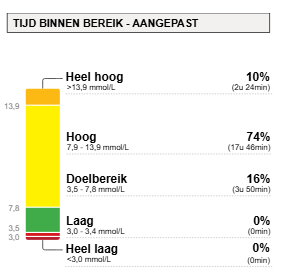 TIJD BINNEN BEREIK - AANGEPAST
Heel hoog 10%
>13,9 mmol/L (2u 24min)
13,9
Hoog 74%
7,9 - 13,9 mmol/L (17u 46min)
Doelbereik 16%
3,5 - 7,8 mmol/L (3u 50min)
7,8
Laag 0%
3,0 - 3,4 mmol/L (0min)
3,5
3,0
Heel laag 0%
<3,0 mmol/L (0min)